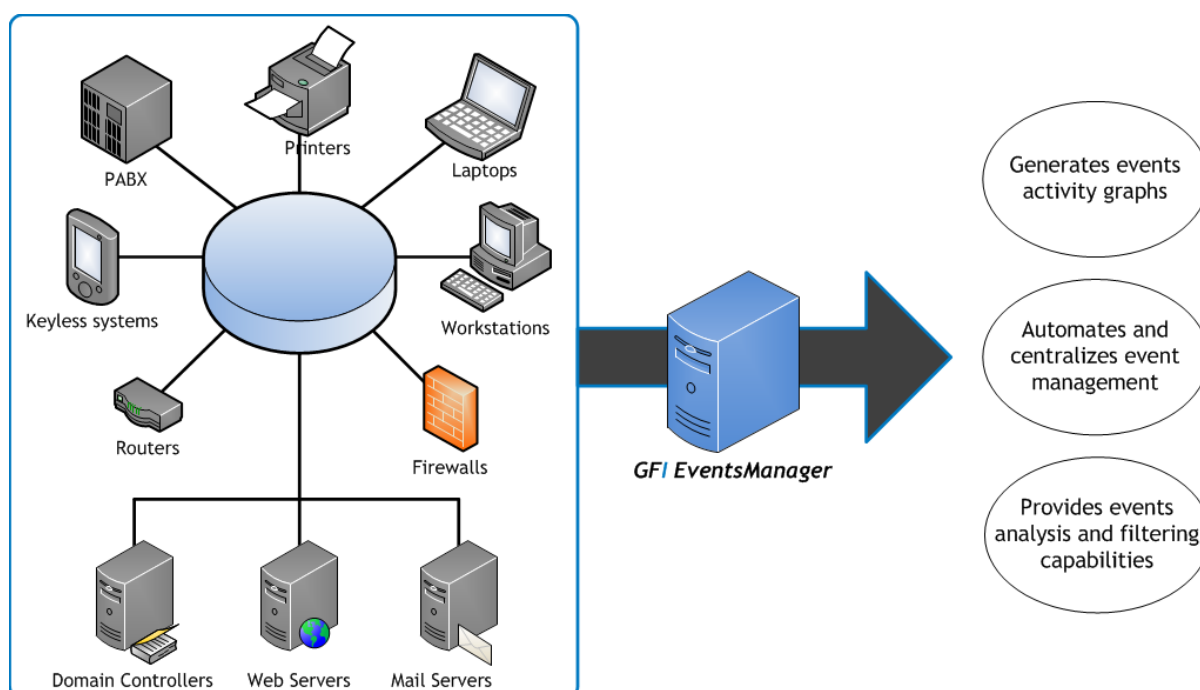 Printers
PABX
Laptops
Keyless systems
Workstations
Routers
Firewalls
Domain Controllers
Web Servers
Mail Servers
GFI EventsManager
Generates events
activity graphs
Automates and
centralizes event
management
Provides events
analysis and filtering
capabilities